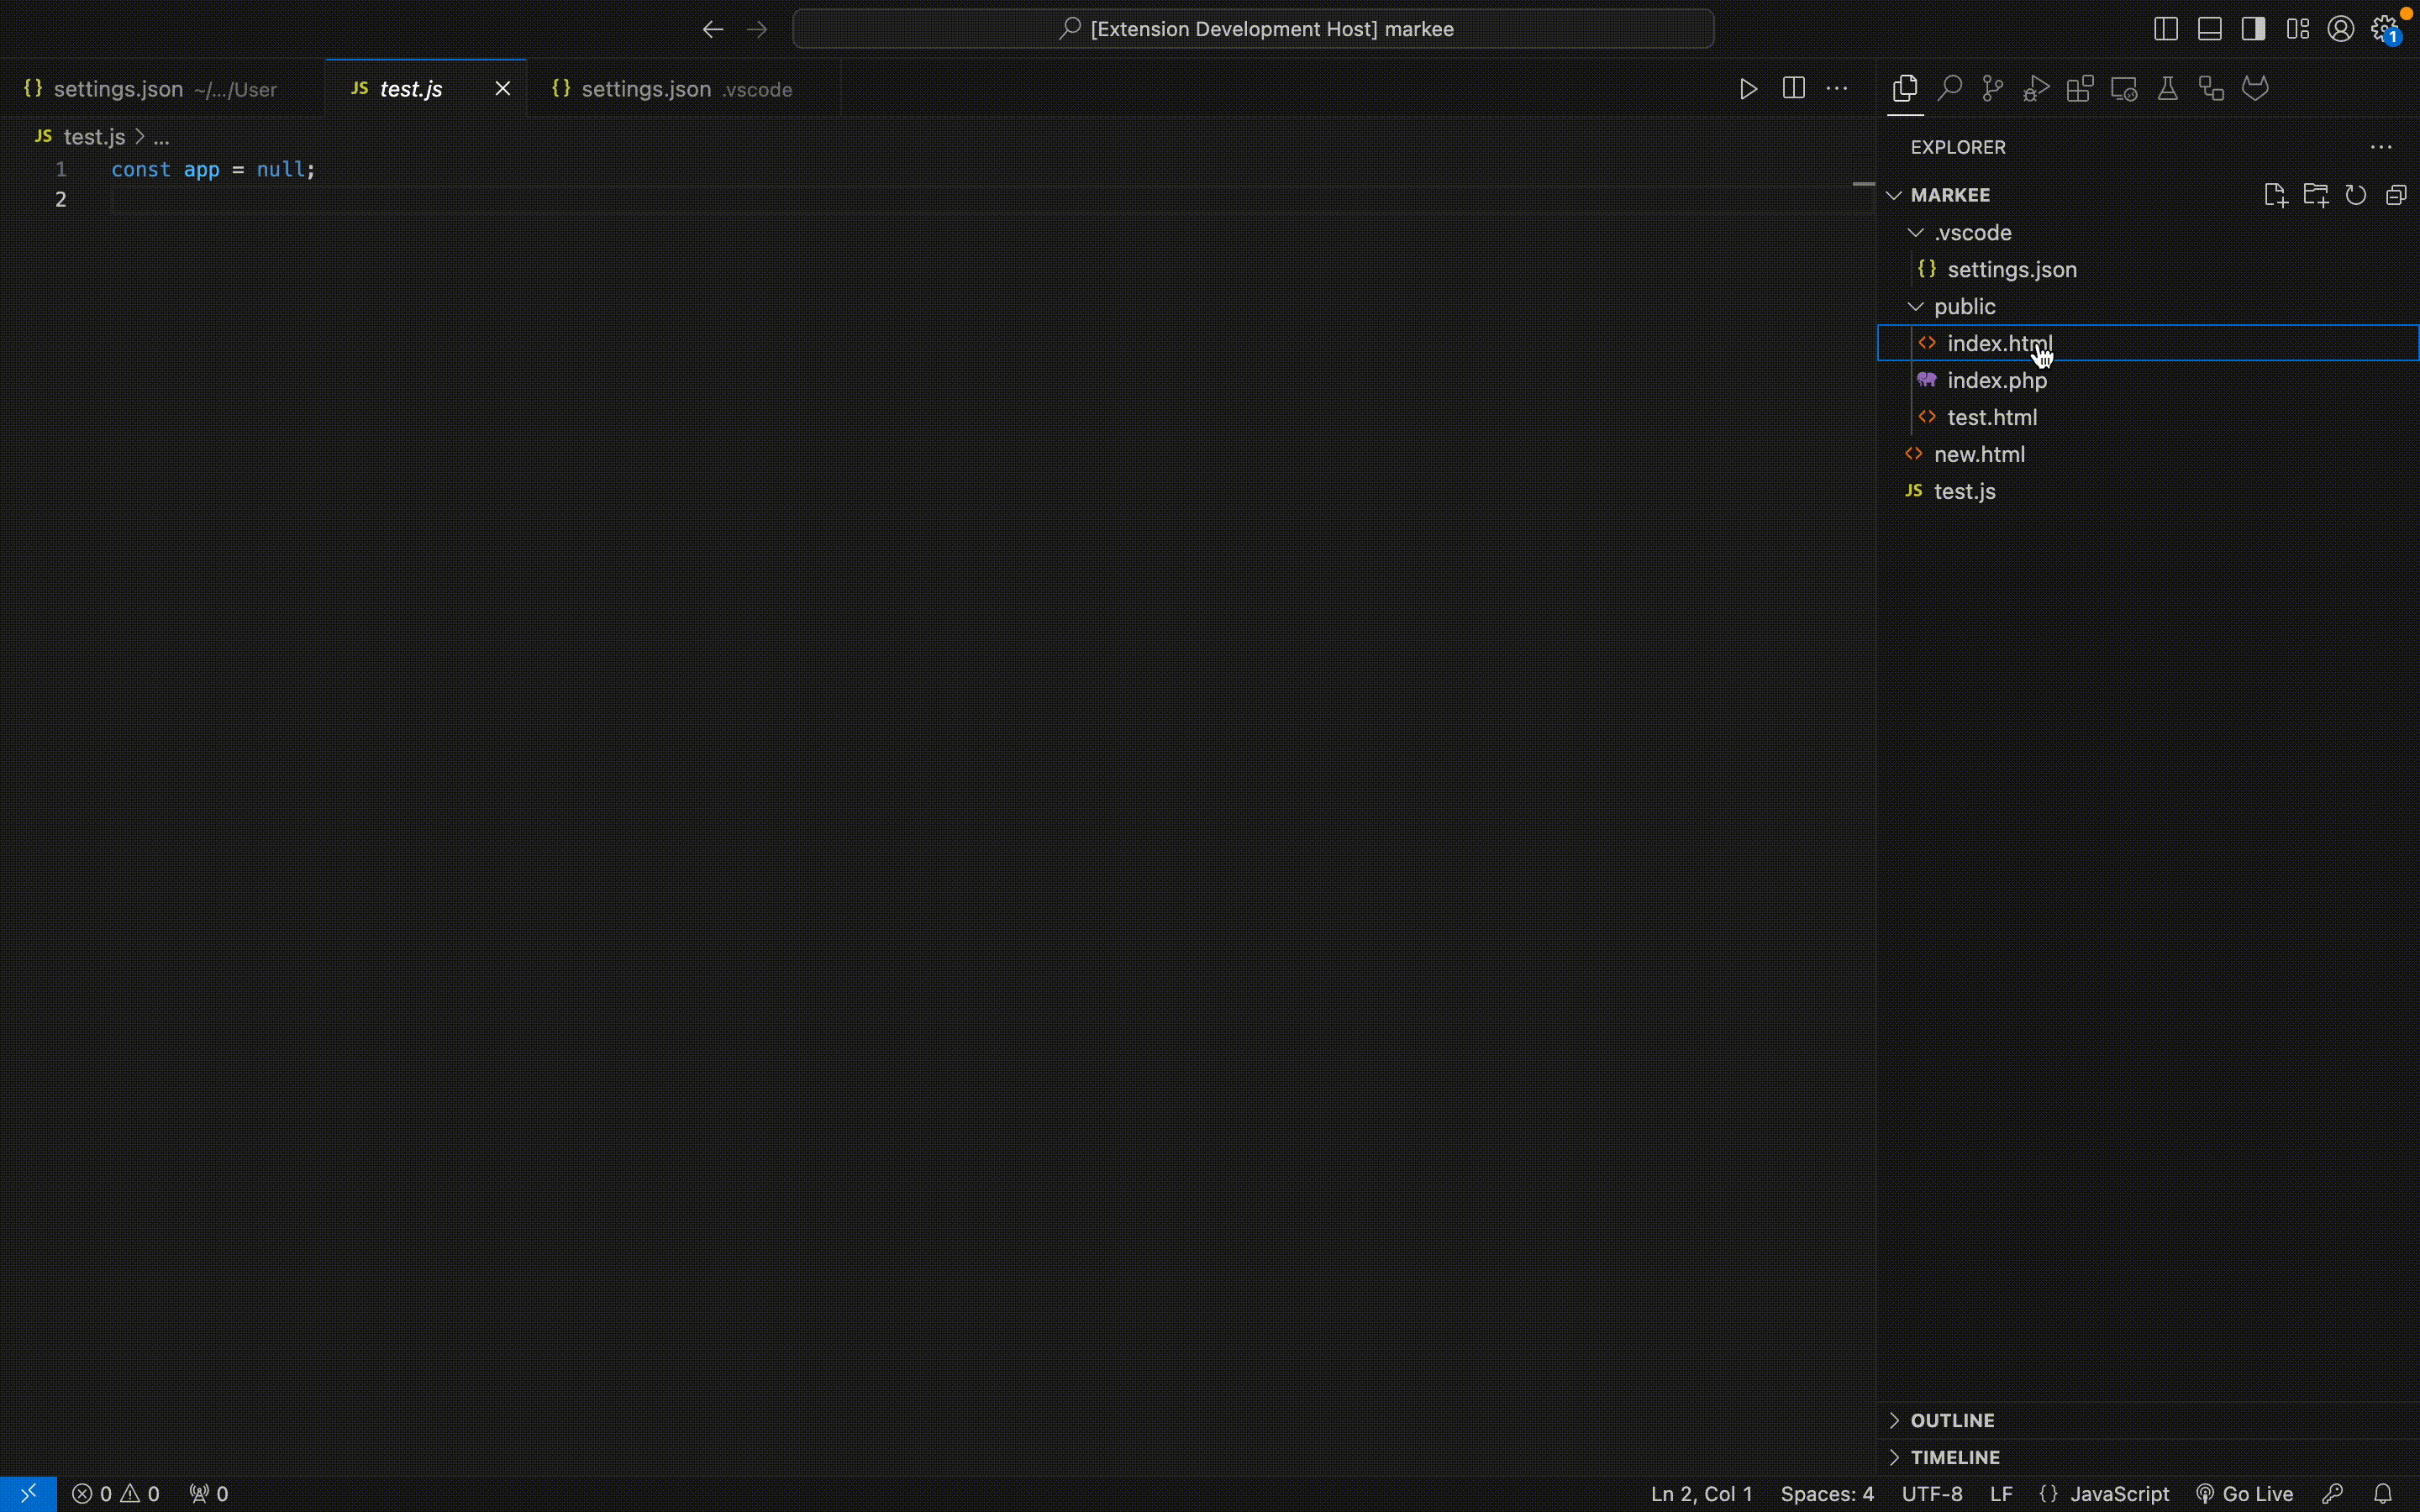 [Extension Development Host] markee
1
{} settings.json ~/.../User
JS test.js
{} settings.json .vscode
JS test.js > ...
1 const app = null;
2
EXPLORER
MARKEE
.vscode
{} settings.json
public
<> index.html
index.php
<> test.html
<> new.html
JS test.js
OUTLINE
TIMELINE
0 0 0
Ln 2, Col 1 Spaces: 4 UTF-8 LF {} JavaScript Go Live